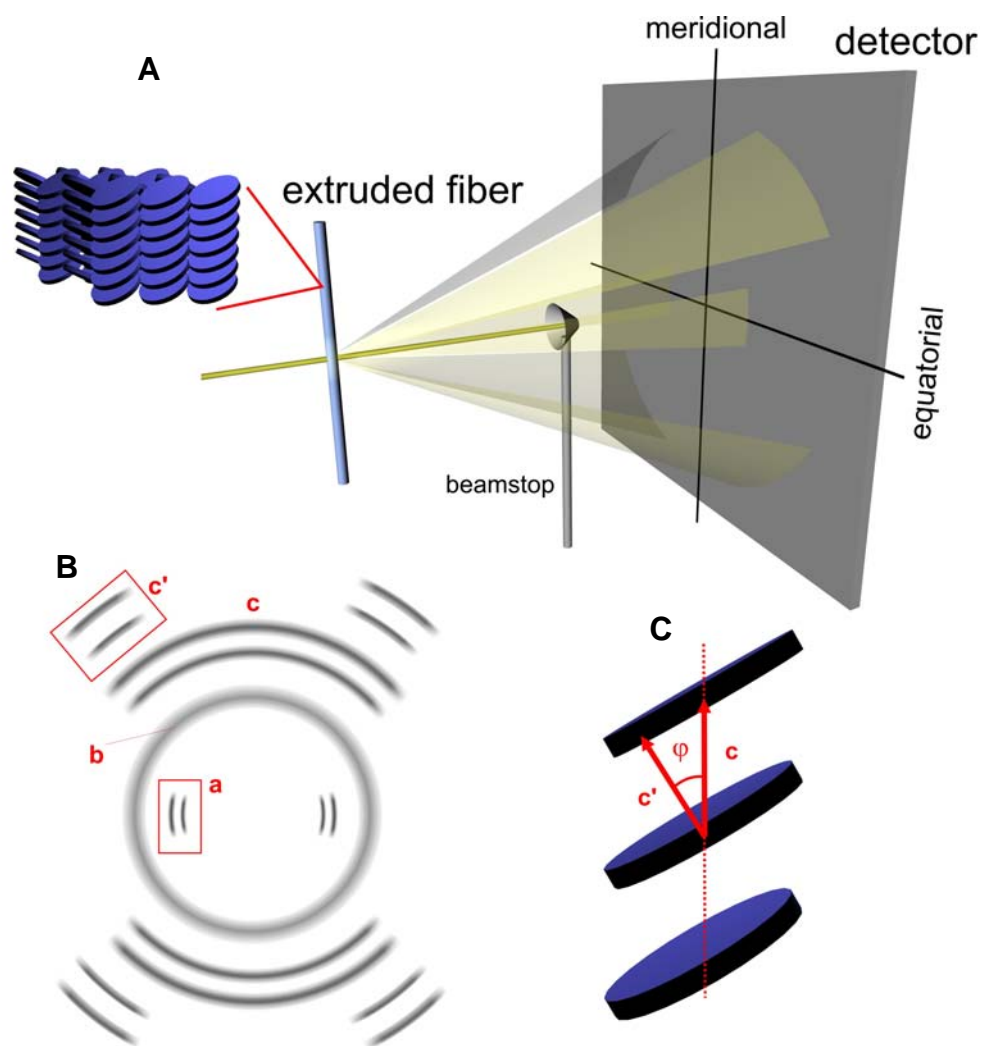 meridional
detector
A
extruded fiber
equatorial
beamstop
B
c'
c
b
a
C
φ
c
c'